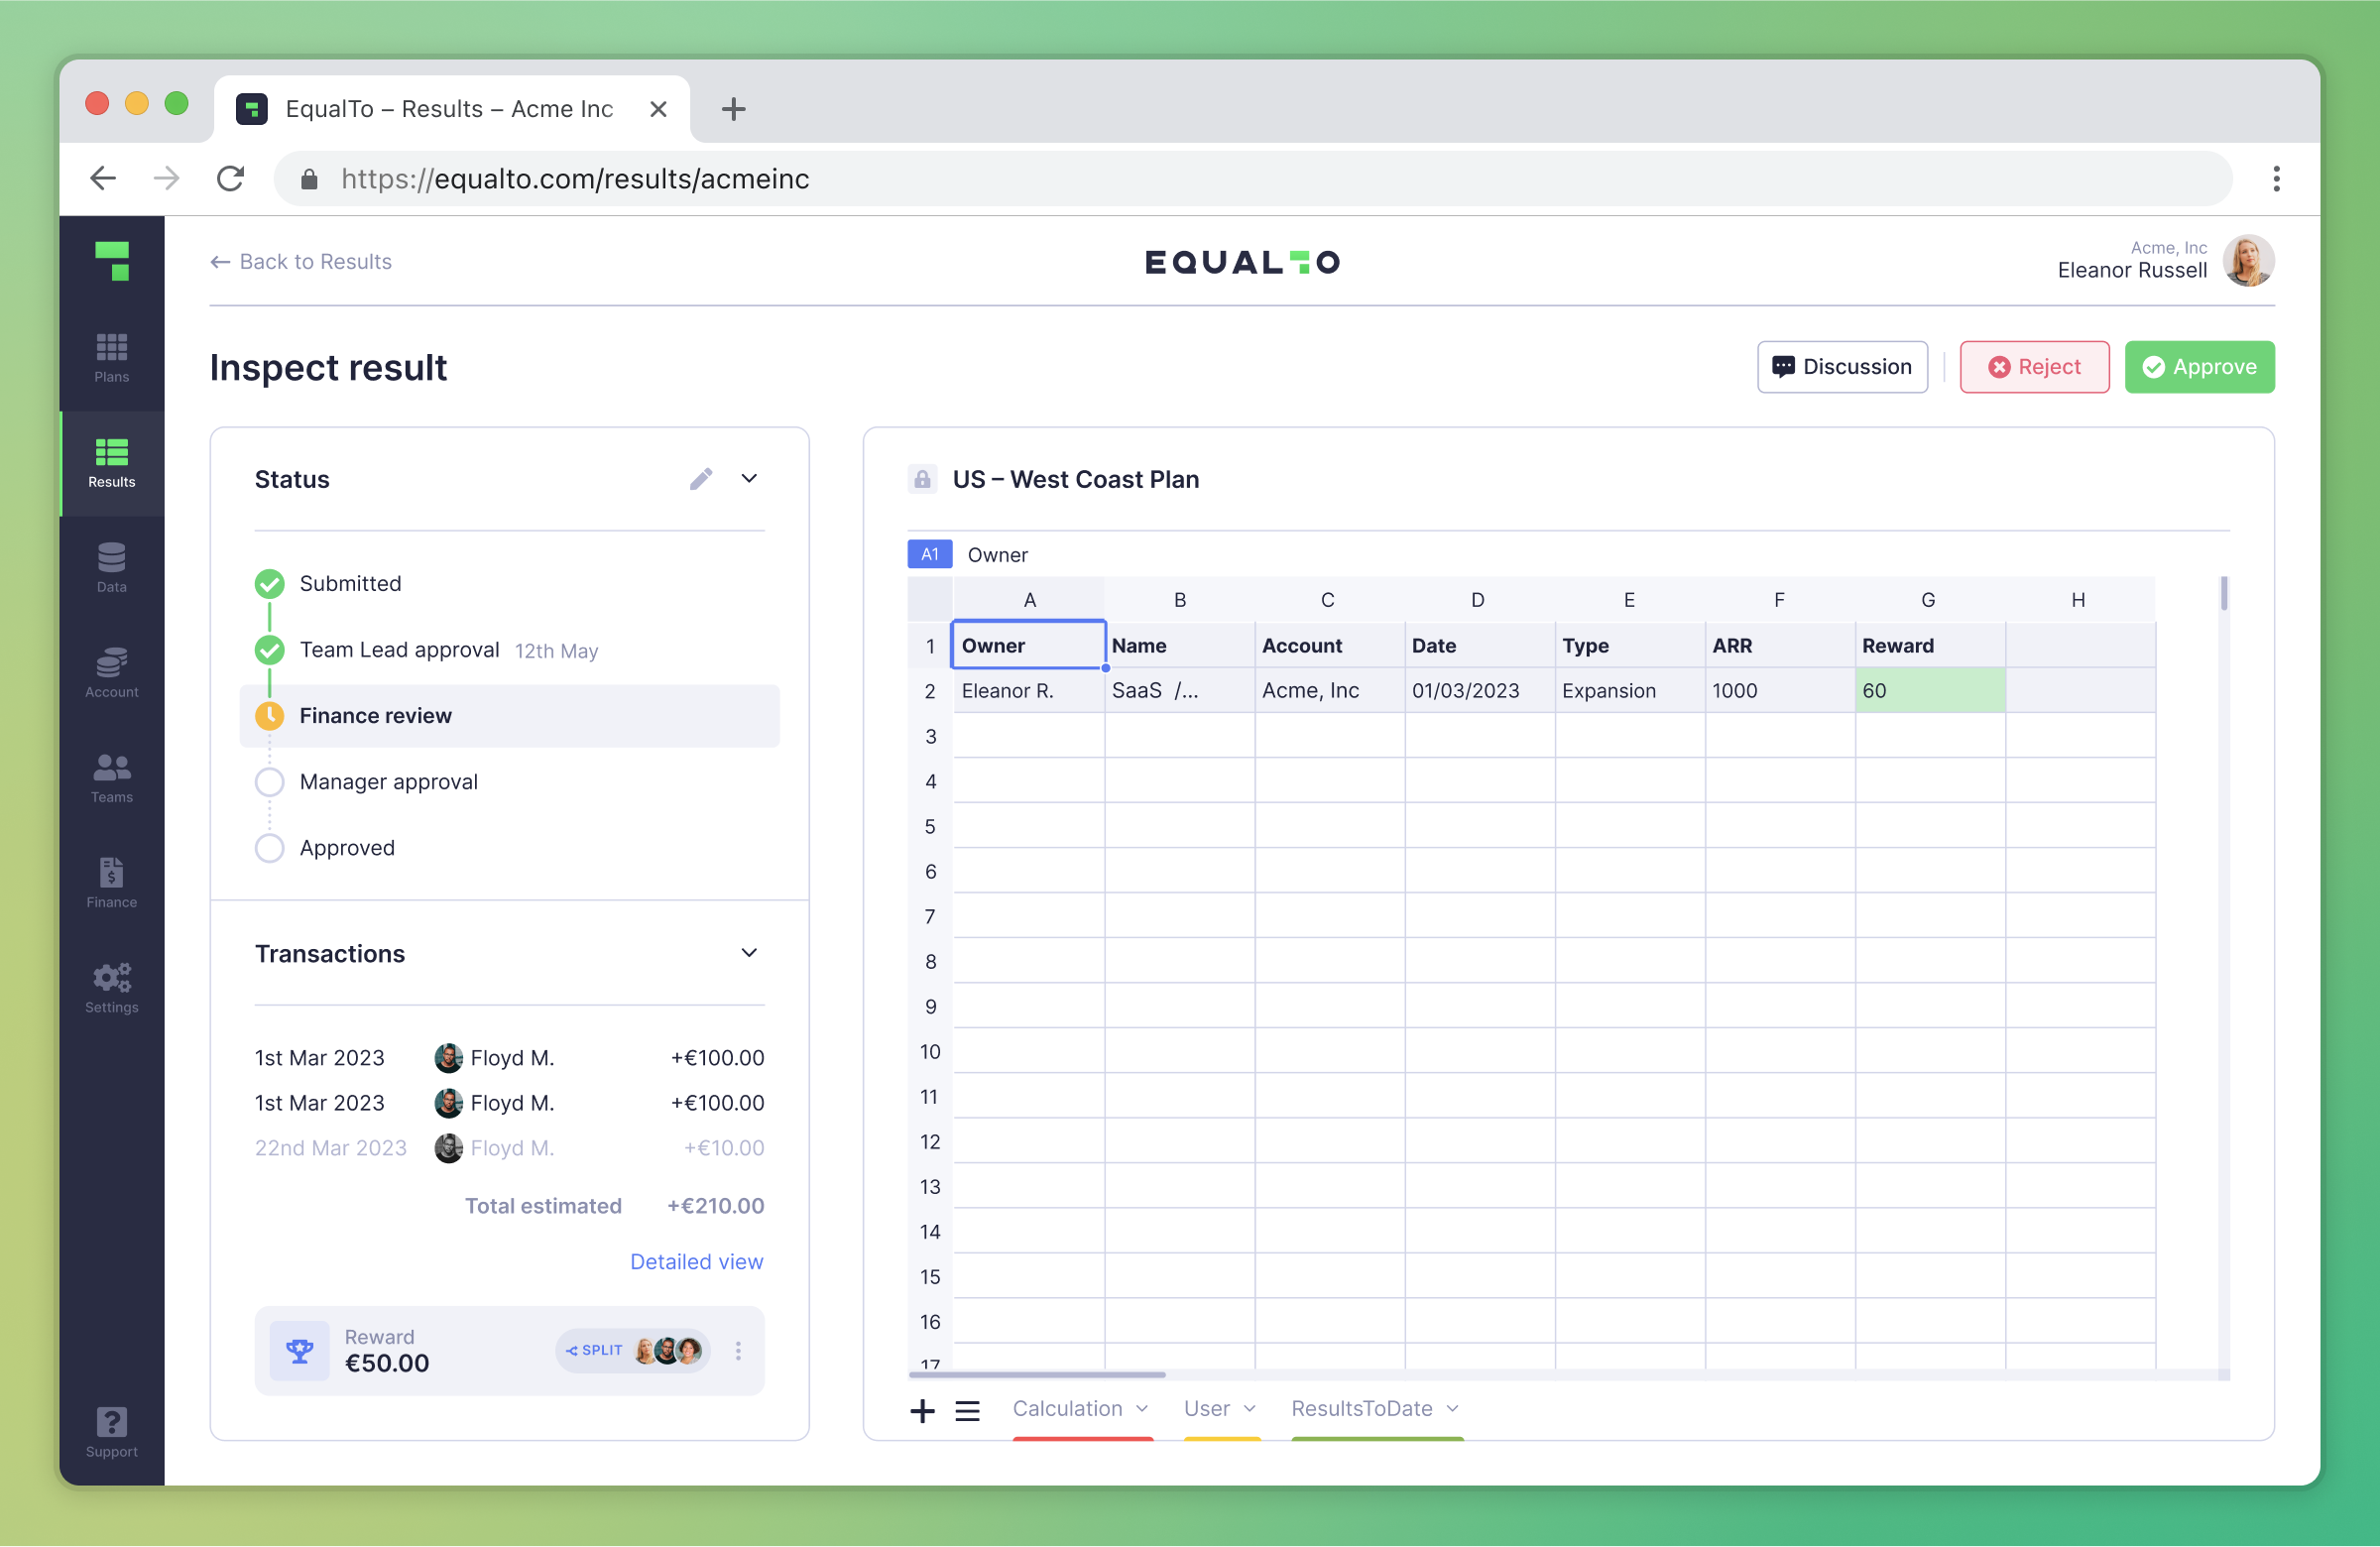 EqualTo – Results – Acme Inc
https://equalto.com/results/acmeinc
Back to Results
EQUALTO
Acme, Inc
Eleanor Russell
Plans
Results
Data
Account
Teams
Finance
Settings
Support
Inspect result
Discussion
Reject
Approve
Status
Submitted
Team Lead approval 12th May
Finance review
Manager approval
Approved
Transactions
1st Mar 2023 Floyd M. +€100.00
1st Mar 2023 Floyd M. +€100.00
22nd Mar 2023 Floyd M. +€10.00
Total estimated +€210.00
Detailed view
Reward
€50.00
SPLIT
US – West Coast Plan
A1 Owner
A B C D E F G H
1 Owner Name Account Date Type ARR Reward
2 Eleanor R. SaaS /... Acme, Inc 01/03/2023 Expansion 1000 60
3
4
5
6
7
8
9
10
11
12
13
14
15
16
17
Calculation User ResultsToDate